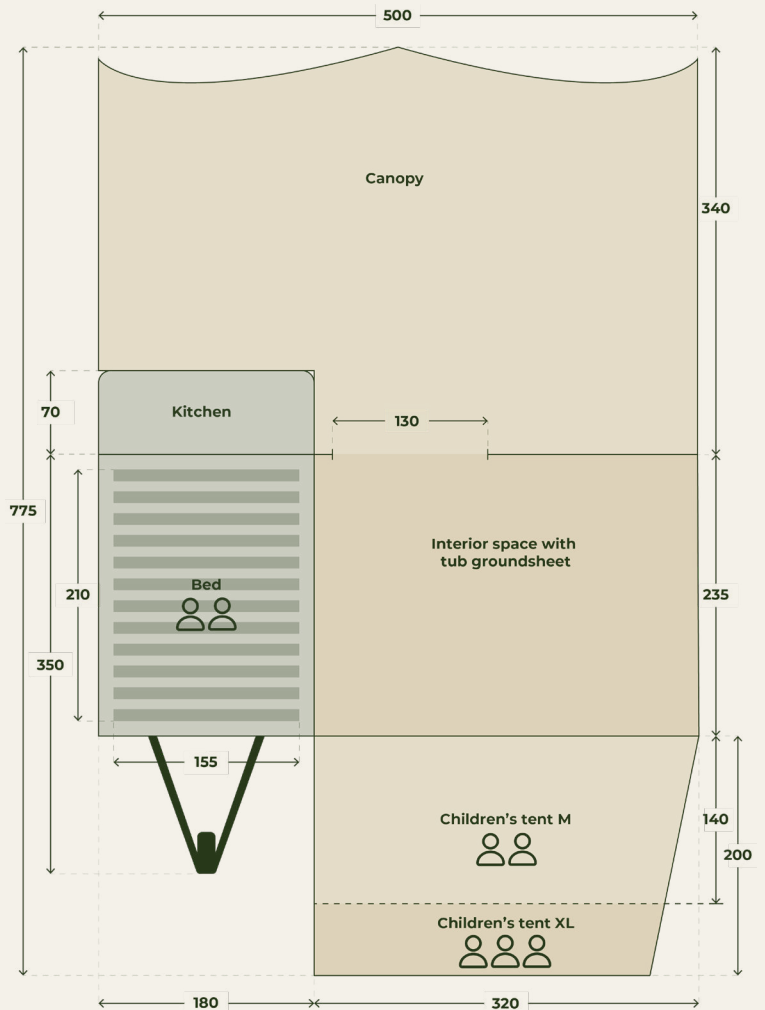 500
Canopy
340
70
Kitchen
130
775
Interior space with
tub groundsheet
Bed
210
235
350
155
Children’s tent M
140
200
Children’s tent XL
180
320